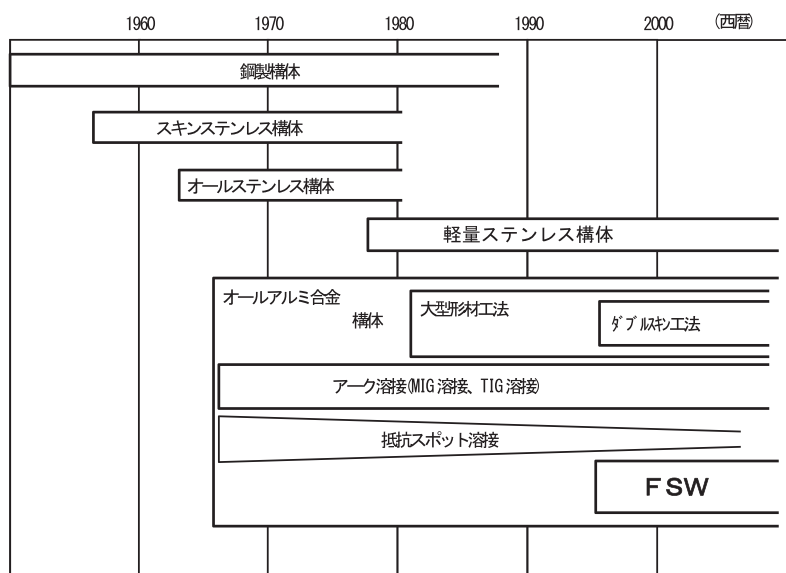 1960 1970 1980 1990 2000 (西暦)
鋼製構体
スキンステンレス構体
オールステンレス構体
軽量ステンレス構体
オールアルミ合金
構体
大型形材工法
ダブルスキン工法
アーク溶接(MIG溶接、TIG溶接)
抵抗スポット溶接
FSW